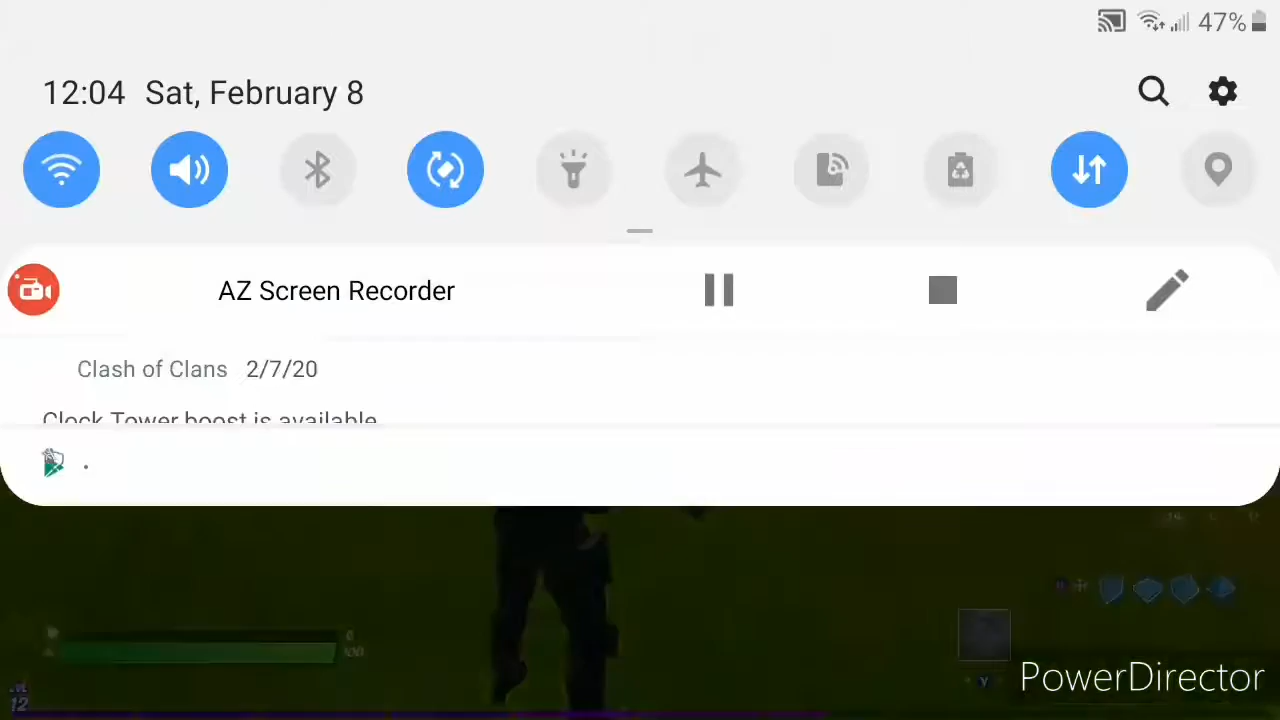 47%
12:04 Sat, February 8
AZ Screen Recorder
Clash of Clans 2/7/20
Clock Tower boost is available
12
Y
PowerDirector